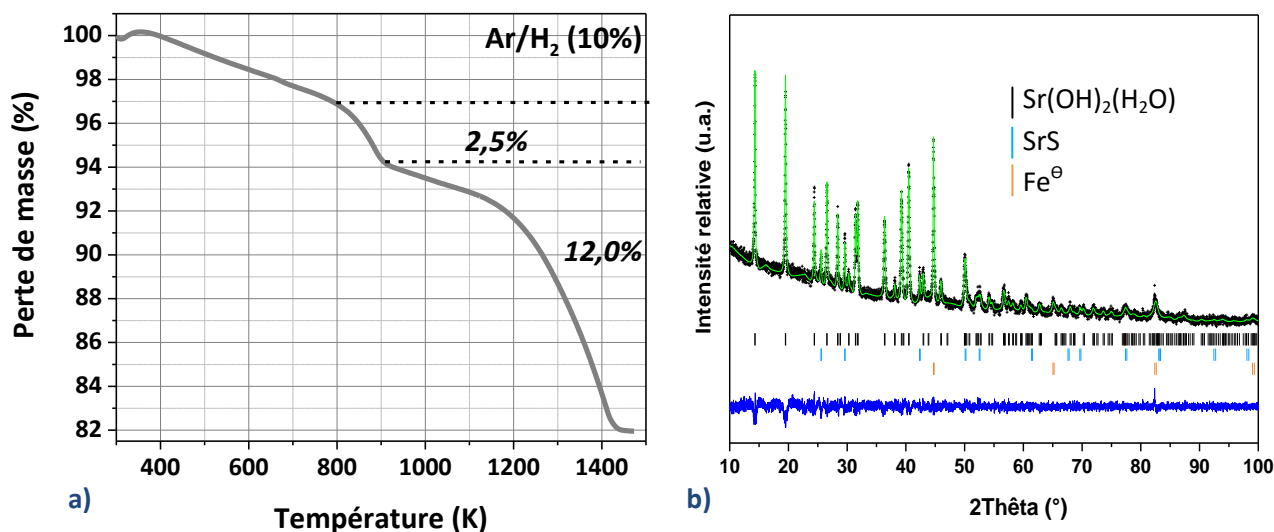 Perte de masse (%)
100
98
96
94
92
90
88
86
84
82
Ar/H₂ (10%)
2,5%
12,0%
400 600 800 1000 1200 1400
Température (K)
a)
Intensité relative (u.a.)
Sr(OH)₂(H₂O)
SrS
Fe^Θ
10 20 30 40 50 60 70 80 90 100
2Thêta (°)
b)